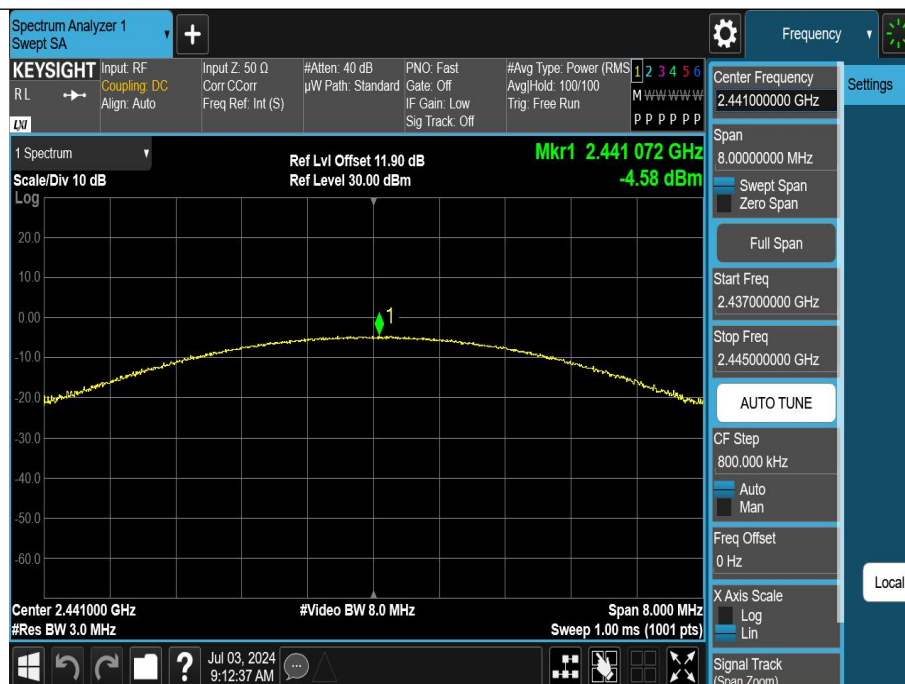 Spectrum Analyzer 1
Swept SA
Frequency
KEYSIGHT
RL
LXI
Input: RF
Coupling: DC
Align: Auto
Input Z: 50 Ω
Corr CCorr
Freq Ref: Int (S)
#Atten: 40 dB
µW Path: Standard
PNO: Fast
Gate: Off
IF Gain: Low
Sig Track: Off
#Avg Type: Power (RMS
Avg|Hold: 100/100
Trig: Free Run
1 2 3 4 5 6
M W W W W W
P P P P P P
1 Spectrum
Scale/Div 10 dB
Log
Ref Lvl Offset 11.90 dB
Ref Level 30.00 dBm
Mkr1 2.441 072 GHz
-4.58 dBm
20.0
10.0
0.00
-10.0
-20.0
-30.0
-40.0
-50.0
-60.0
1
Center 2.441000 GHz
#Res BW 3.0 MHz
#Video BW 8.0 MHz
Span 8.000 MHz
Sweep 1.00 ms (1001 pts)
Center Frequency
2.441000000 GHz
Span
8.00000000 MHz
Swept Span
Zero Span
Full Span
Start Freq
2.437000000 GHz
Stop Freq
2.445000000 GHz
AUTO TUNE
CF Step
800.000 kHz
Auto
Man
Freq Offset
0 Hz
X Axis Scale
Log
Lin
Signal Track
(Span Zoom)
Settings
Local
?
Jul 03, 2024
9:12:37 AM